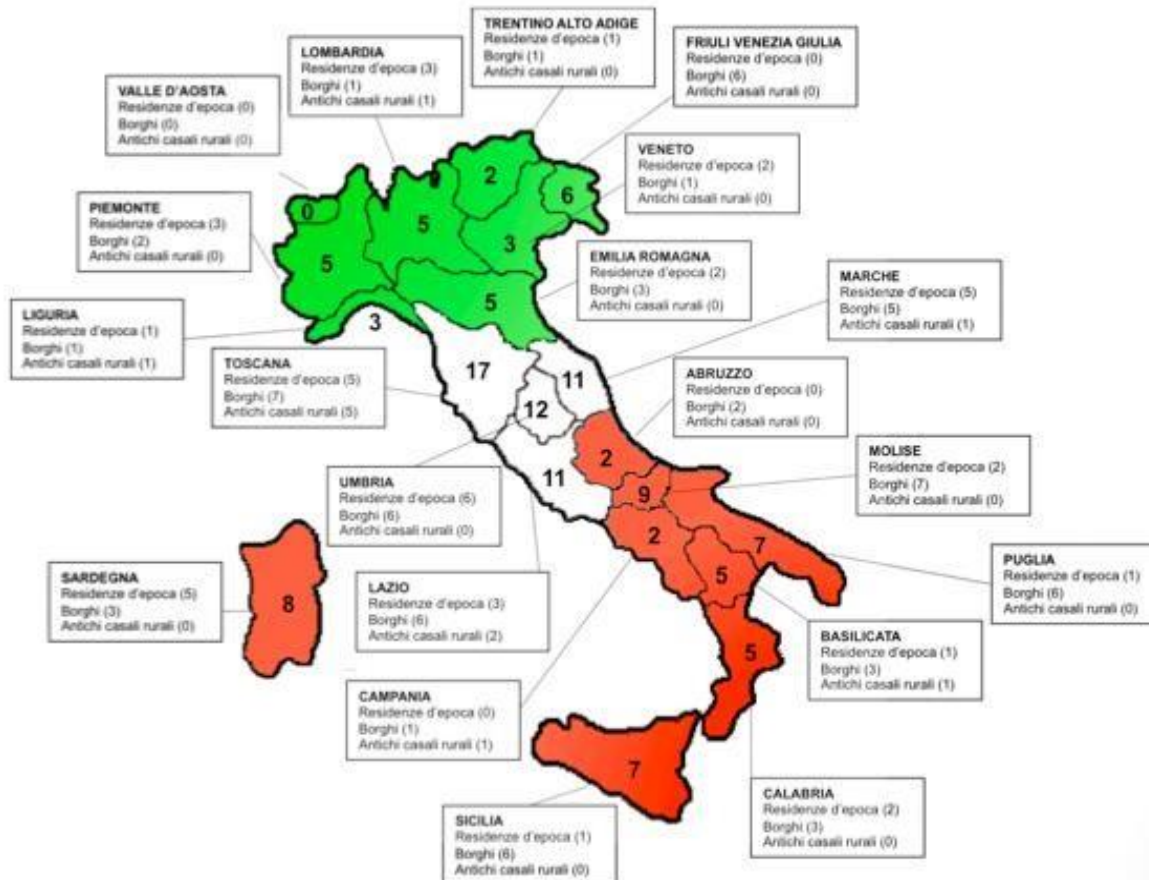 TRENTINO ALTO ADIGE
Residenze d'epoca (1)
Borghi (1)
Antichi casali rurali (0)
FRIULI VENEZIA GIULIA
Residenze d'epoca (0)
Borghi (6)
Antichi casali rurali (0)
LOMBARDIA
Residenze d'epoca (3)
Borghi (1)
Antichi casali rurali (1)
VALLE D'AOSTA
Residenze d'epoca (0)
Borghi (0)
Antichi casali rurali (0)
VENETO
Residenze d'epoca (2)
Borghi (1)
Antichi casali rurali (0)
PIEMONTE
Residenze d'epoca (3)
Borghi (2)
Antichi casali rurali (0)
EMILIA ROMAGNA
Residenze d'epoca (2)
Borghi (3)
Antichi casali rurali (0)
MARCHE
Residenze d'epoca (5)
Borghi (5)
Antichi casali rurali (1)
LIGURIA
Residenze d'epoca (1)
Borghi (1)
Antichi casali rurali (1)
TOSCANA
Residenze d'epoca (5)
Borghi (7)
Antichi casali rurali (5)
ABRUZZO
Residenze d'epoca (0)
Borghi (2)
Antichi casali rurali (0)
MOLISE
Residenze d'epoca (2)
Borghi (7)
Antichi casali rurali (0)
UMBRIA
Residenze d'epoca (6)
Borghi (6)
Antichi casali rurali (0)
PUGLIA
Residenze d'epoca (1)
Borghi (6)
Antichi casali rurali (0)
SARDEGNA
Residenze d'epoca (5)
Borghi (3)
Antichi casali rurali (0)
LAZIO
Residenze d'epoca (3)
Borghi (6)
Antichi casali rurali (2)
BASILICATA
Residenze d'epoca (1)
Borghi (3)
Antichi casali rurali (1)
CAMPANIA
Residenze d'epoca (0)
Borghi (1)
Antichi casali rurali (1)
CALABRIA
Residenze d'epoca (2)
Borghi (3)
Antichi casali rurali (0)
SICILIA
Residenze d'epoca (1)
Borghi (6)
Antichi casali rurali (0)
2
6
0
5
3
5
5
3
17
11
12
2
11
9
2
7
5
8
5
7